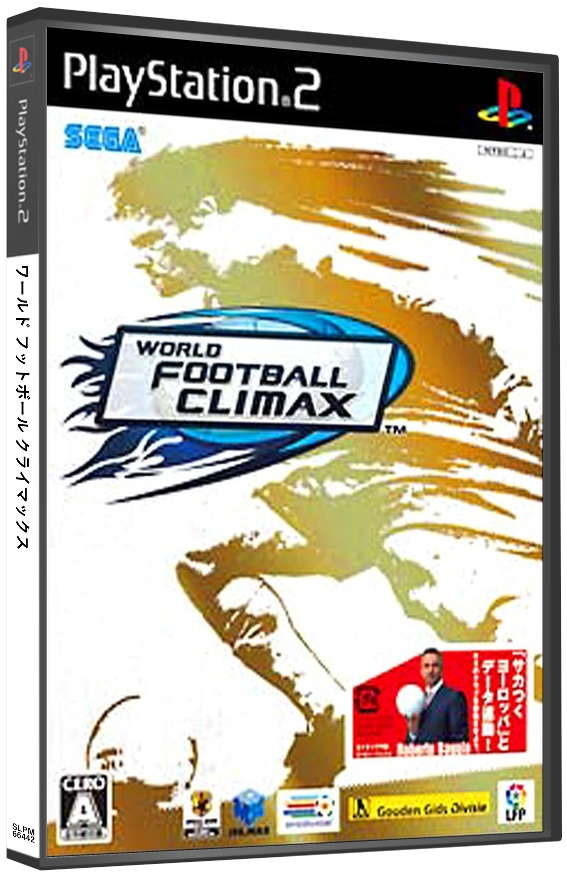 PlayStation.2
ワールド フットボール クライマックス
SLPM
66442
PlayStation.2
SEGA
WORLD
FOOTBALL
CLIMAX
TM
「サカつく
ヨーロッパ」と
データ連動!
Roberto Baggio
CERO
A
Gouden Gids Divisie
LFP